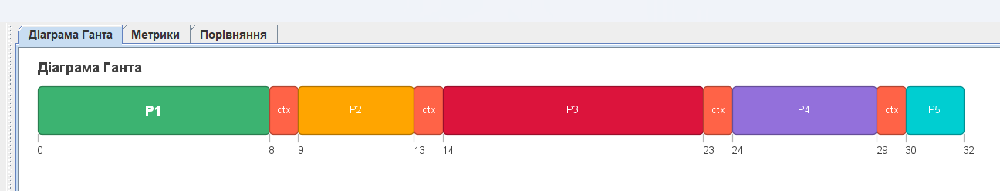 Діаграма Ганта Метрики Порівняння
Діаграма Ганта
P1 ctx P2 ctx P3 ctx P4 ctx P5
0 8 9 13 14 23 24 29 30 32